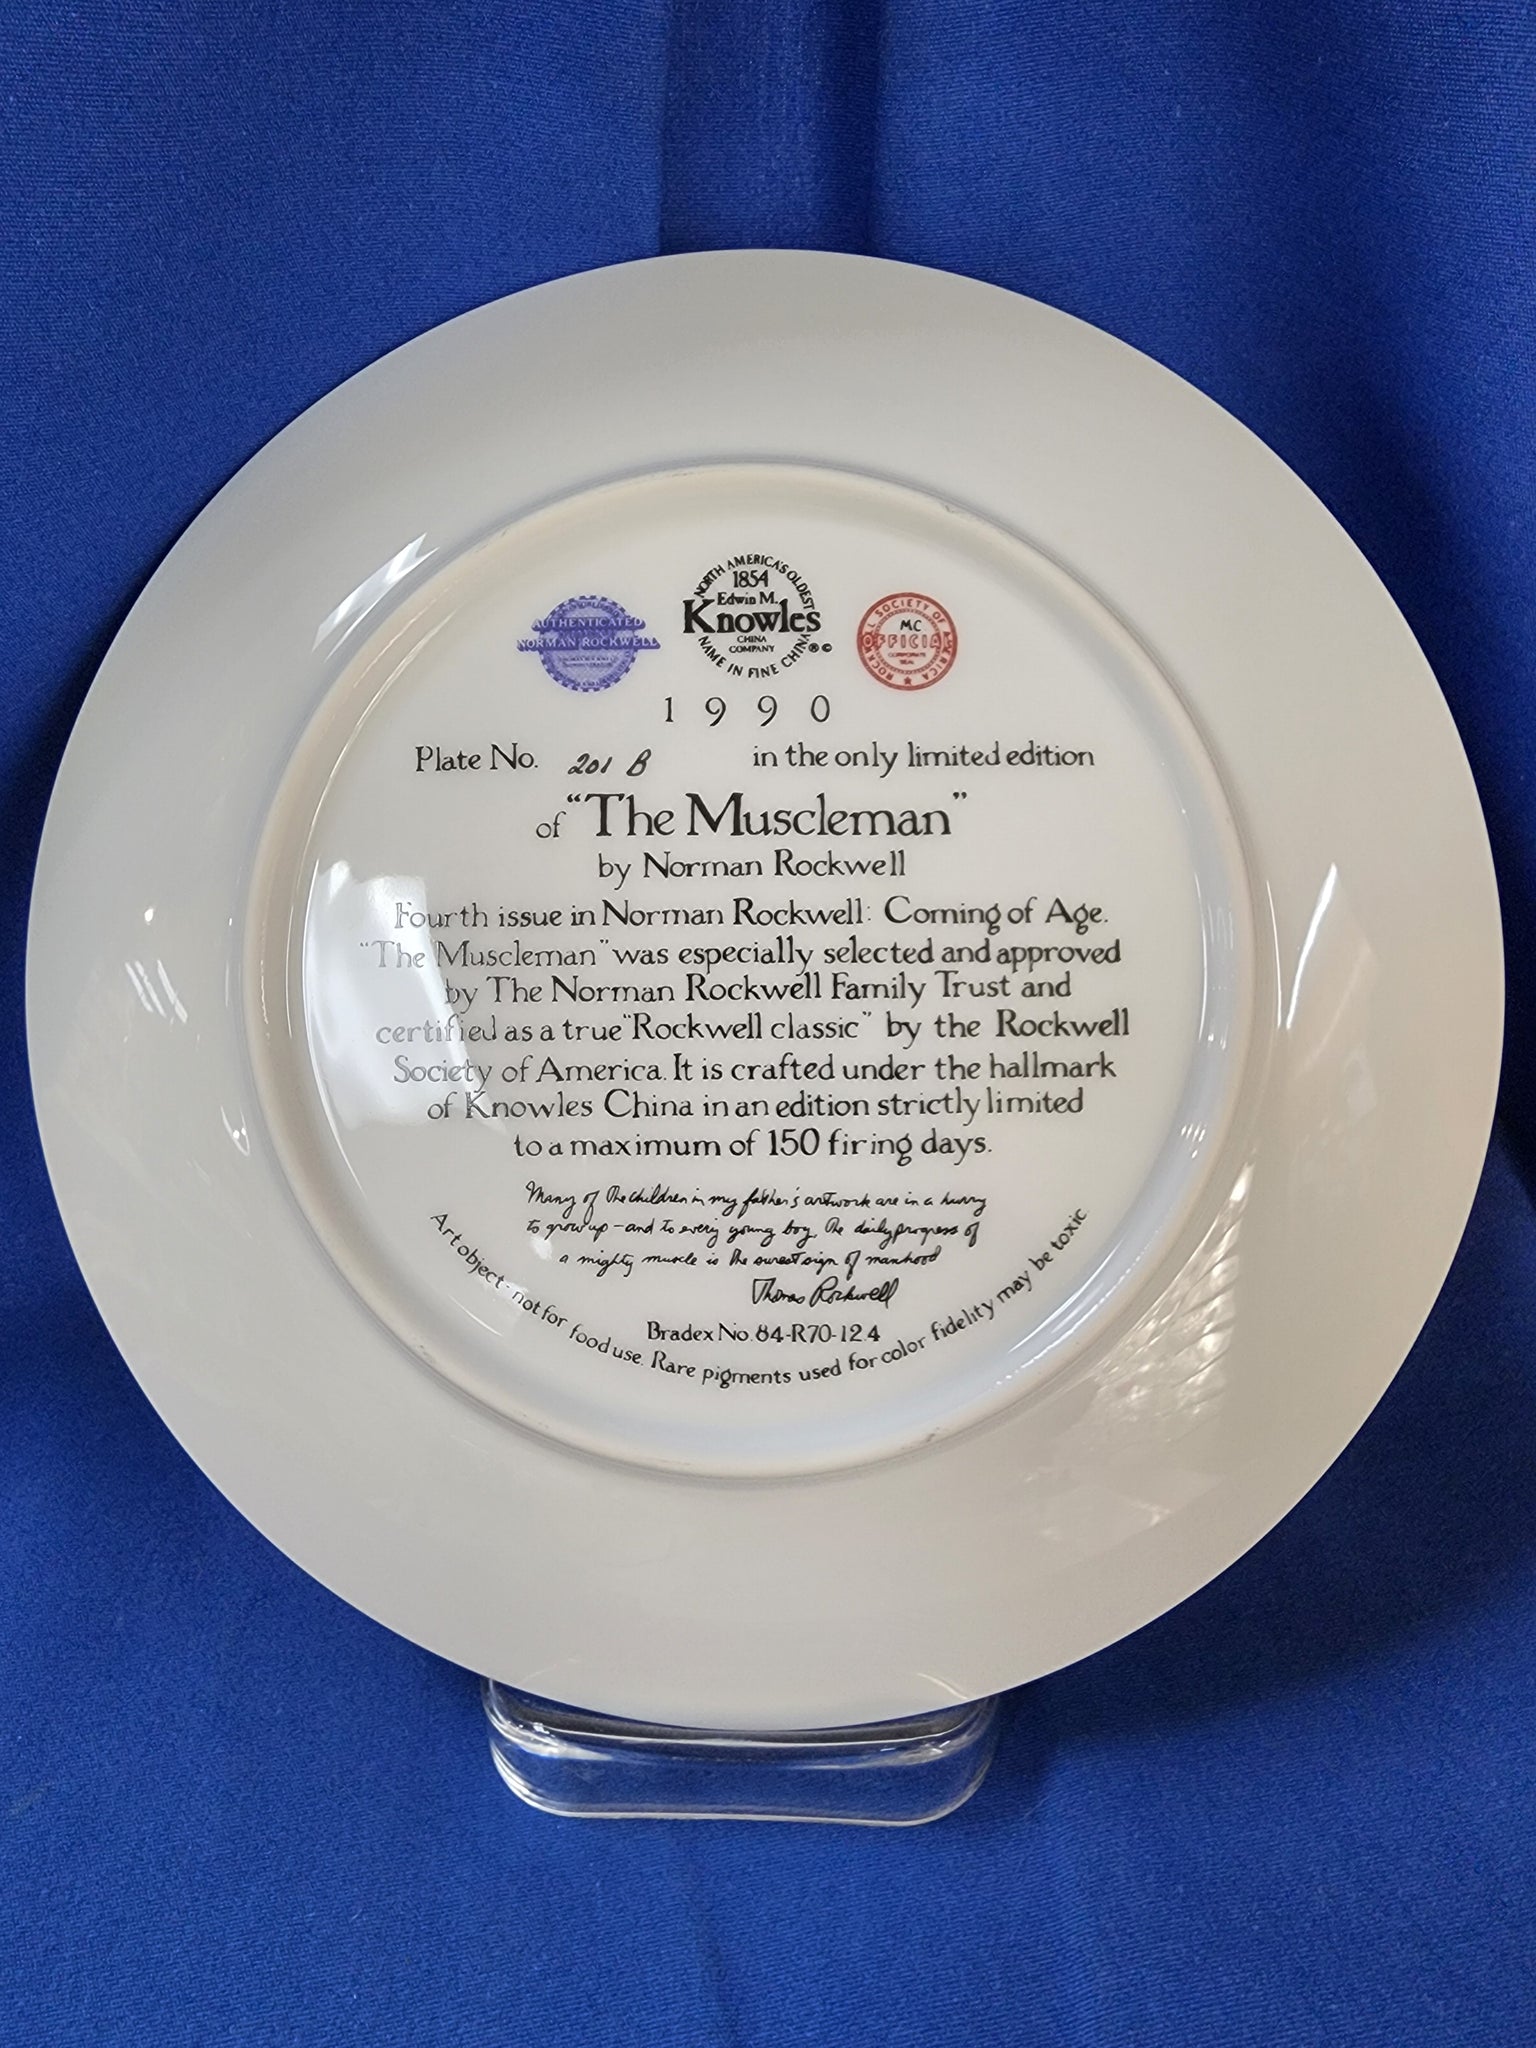 NORTH AMERICA'S OLDEST
1854
Edwin M.
Knowles
CHINA
COMPANY
NAME IN FINE CHINA ® ©
AUTHENTICATED
NORMAN ROCKWELL
ROCKWELL SOCIETY OF AMERICA
MC
OFFICIAL
CORPORATE
SEAL
1990
Plate No. 201 B in the only limited edition
of "The Muscleman"
by Norman Rockwell
Fourth issue in Norman Rockwell: Coming of Age.
"The Muscleman" was especially selected and approved
by The Norman Rockwell Family Trust and
certified as a true "Rockwell classic" by the Rockwell
Society of America. It is crafted under the hallmark
of Knowles China in an edition strictly limited
to a maximum of 150 firing days.
Many of the children in my father's artwork are in a hurry
to grow up – and to every young boy, the daily progress of
a mighty muscle is the surest sign of manhood
Thomas Rockwell
Bradex No. 84-R70-12.4
Art object - not for food use. Rare pigments used for color fidelity may be toxic